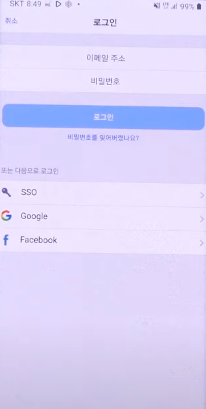 SKT 8:49
99%
취소
로그인
이메일 주소
비밀번호
로그인
비밀번호를 잊어버렸나요?
또는 다음으로 로그인
SSO
Google
Facebook